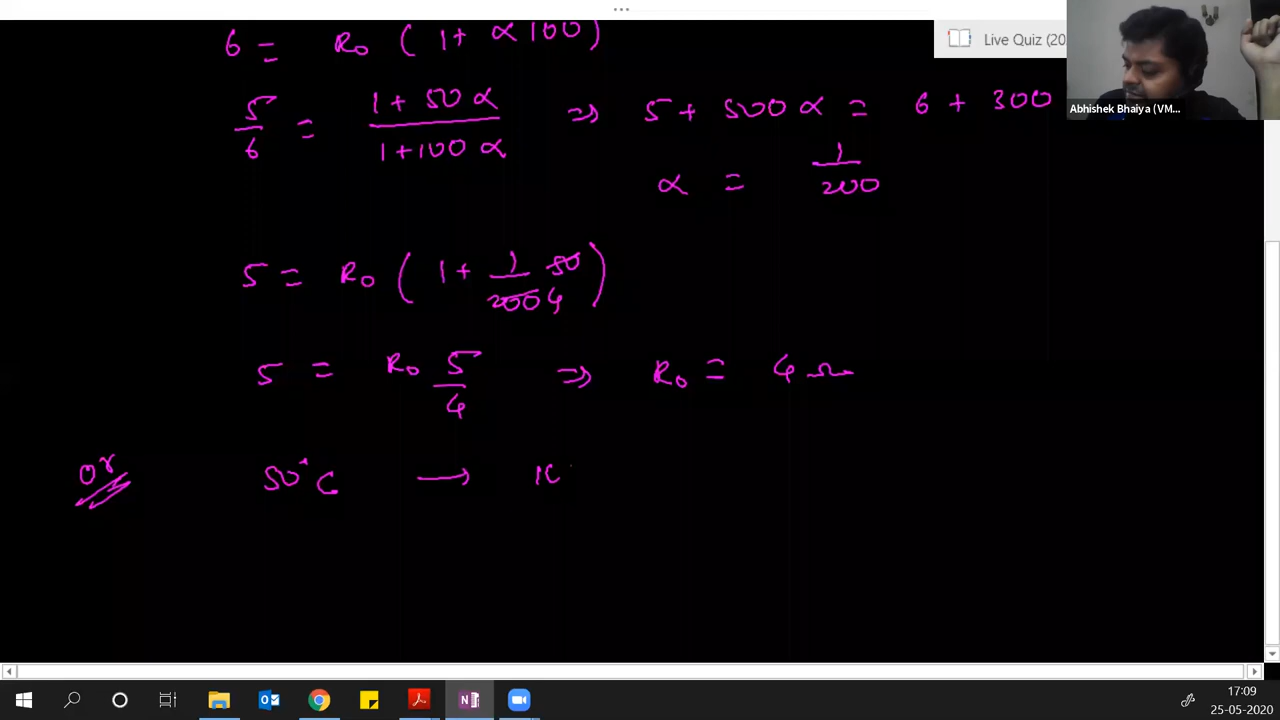 6 = R₀ ( 1 + α 100 )
Live Quiz (20
Abhishek Bhaiya (VM...
5/6 = (1 + 50 α)/(1 + 100 α) ⇒ 5 + 500 α = 6 + 300
α = 1/200
5 = R₀ ( 1 + 1/200 50 4 )
5 = R₀ 5/4 ⇒ R₀ = 4 Ω
Or 50°C →
17:09
25-05-2020